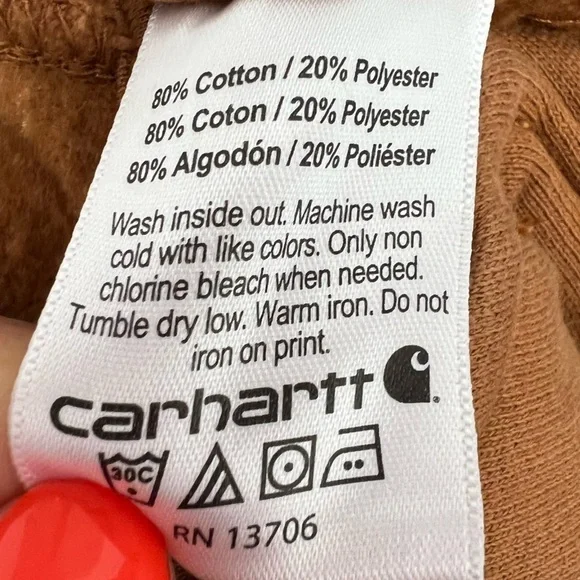 80% Cotton / 20% Polyester
80% Coton / 20% Polyester
80% Algodón / 20% Poliéster
Wash inside out. Machine wash
cold with like colors. Only non
chlorine bleach when needed.
Tumble dry low. Warm iron. Do not
iron on print.
carhartt
30C
RN 13706